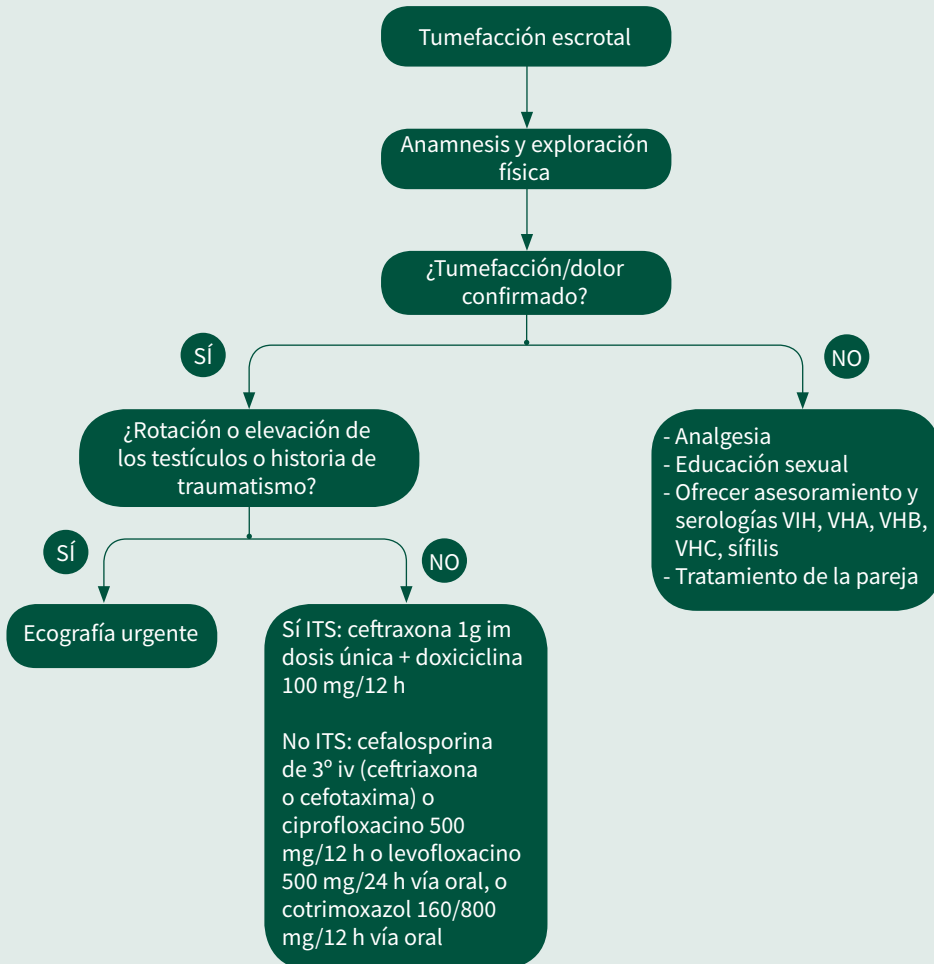 Tumefacción escrotal
Anamnesis y exploración
física
¿Tumefacción/dolor
confirmado?
SÍ
NO
¿Rotación o elevación de
los testículos o historia de
traumatismo?
- Analgesia
- Educación sexual
- Ofrecer asesoramiento y
serologías VIH, VHA, VHB,
VHC, sífilis
- Tratamiento de la pareja
SÍ
NO
Ecografía urgente
Sí ITS: ceftraxona 1g im
dosis única + doxiciclina
100 mg/12 h
No ITS: cefalosporina
de 3º iv (ceftriaxona
o cefotaxima) o
ciprofloxacino 500
mg/12 h o levofloxacino
500 mg/24 h vía oral, o
cotrimoxazol 160/800
mg/12 h vía oral